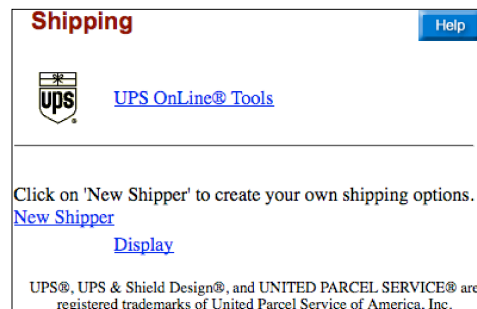 Shipping
Help
ups
UPS OnLine® Tools
Click on 'New Shipper' to create your own shipping options.
New Shipper
Display
UPS®, UPS & Shield Design®, and UNITED PARCEL SERVICE® are
registered trademarks of United Parcel Service of America, Inc.